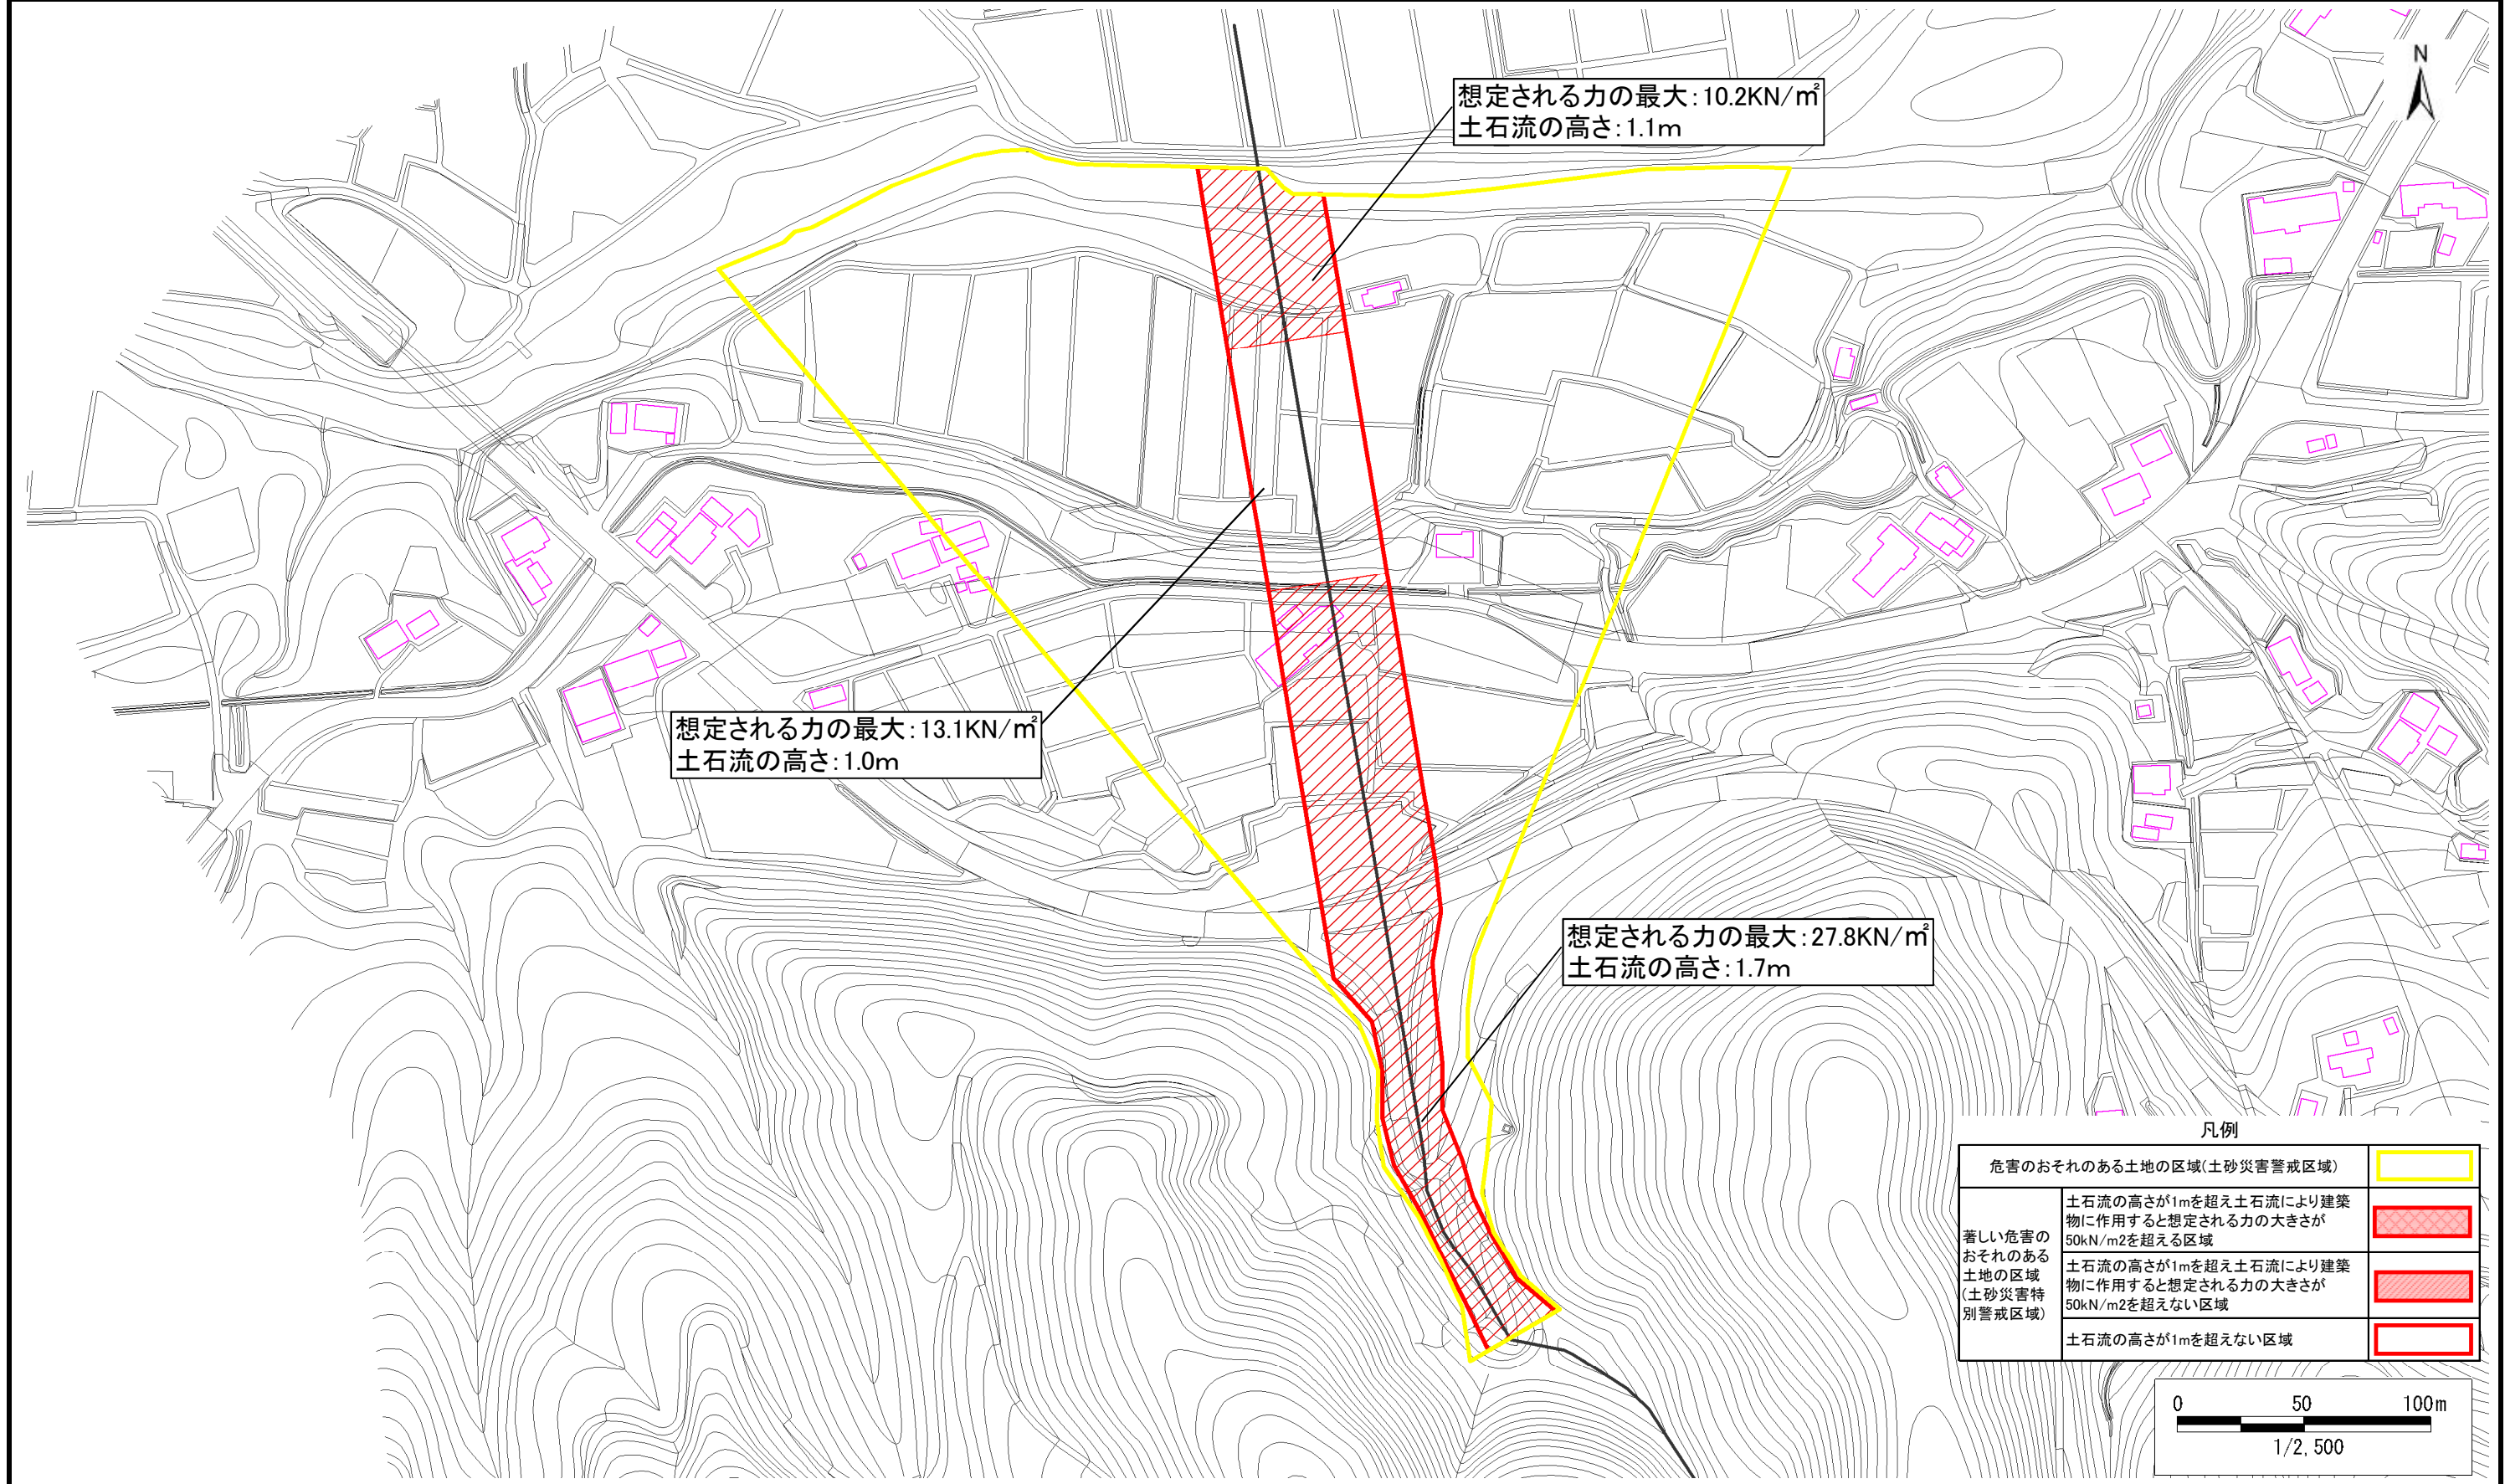 N
想定される力の最大:10.2KN/㎡
土石流の高さ:1.1m
想定される力の最大:13.1KN/㎡
土石流の高さ:1.0m
想定される力の最大:27.8KN/㎡
土石流の高さ:1.7m
凡例
危害のおそれのある土地の区域(土砂災害警戒区域)
著しい危害の
おそれのある
土地の区域
(土砂災害特
別警戒区域)
土石流の高さが1mを超え土石流により建築
物に作用すると想定される力の大きさが
50kN/m2を超える区域
土石流の高さが1mを超え土石流により建築
物に作用すると想定される力の大きさが
50kN/m2を超えない区域
土石流の高さが1mを超えない区域
0 50 100m
1/2,500